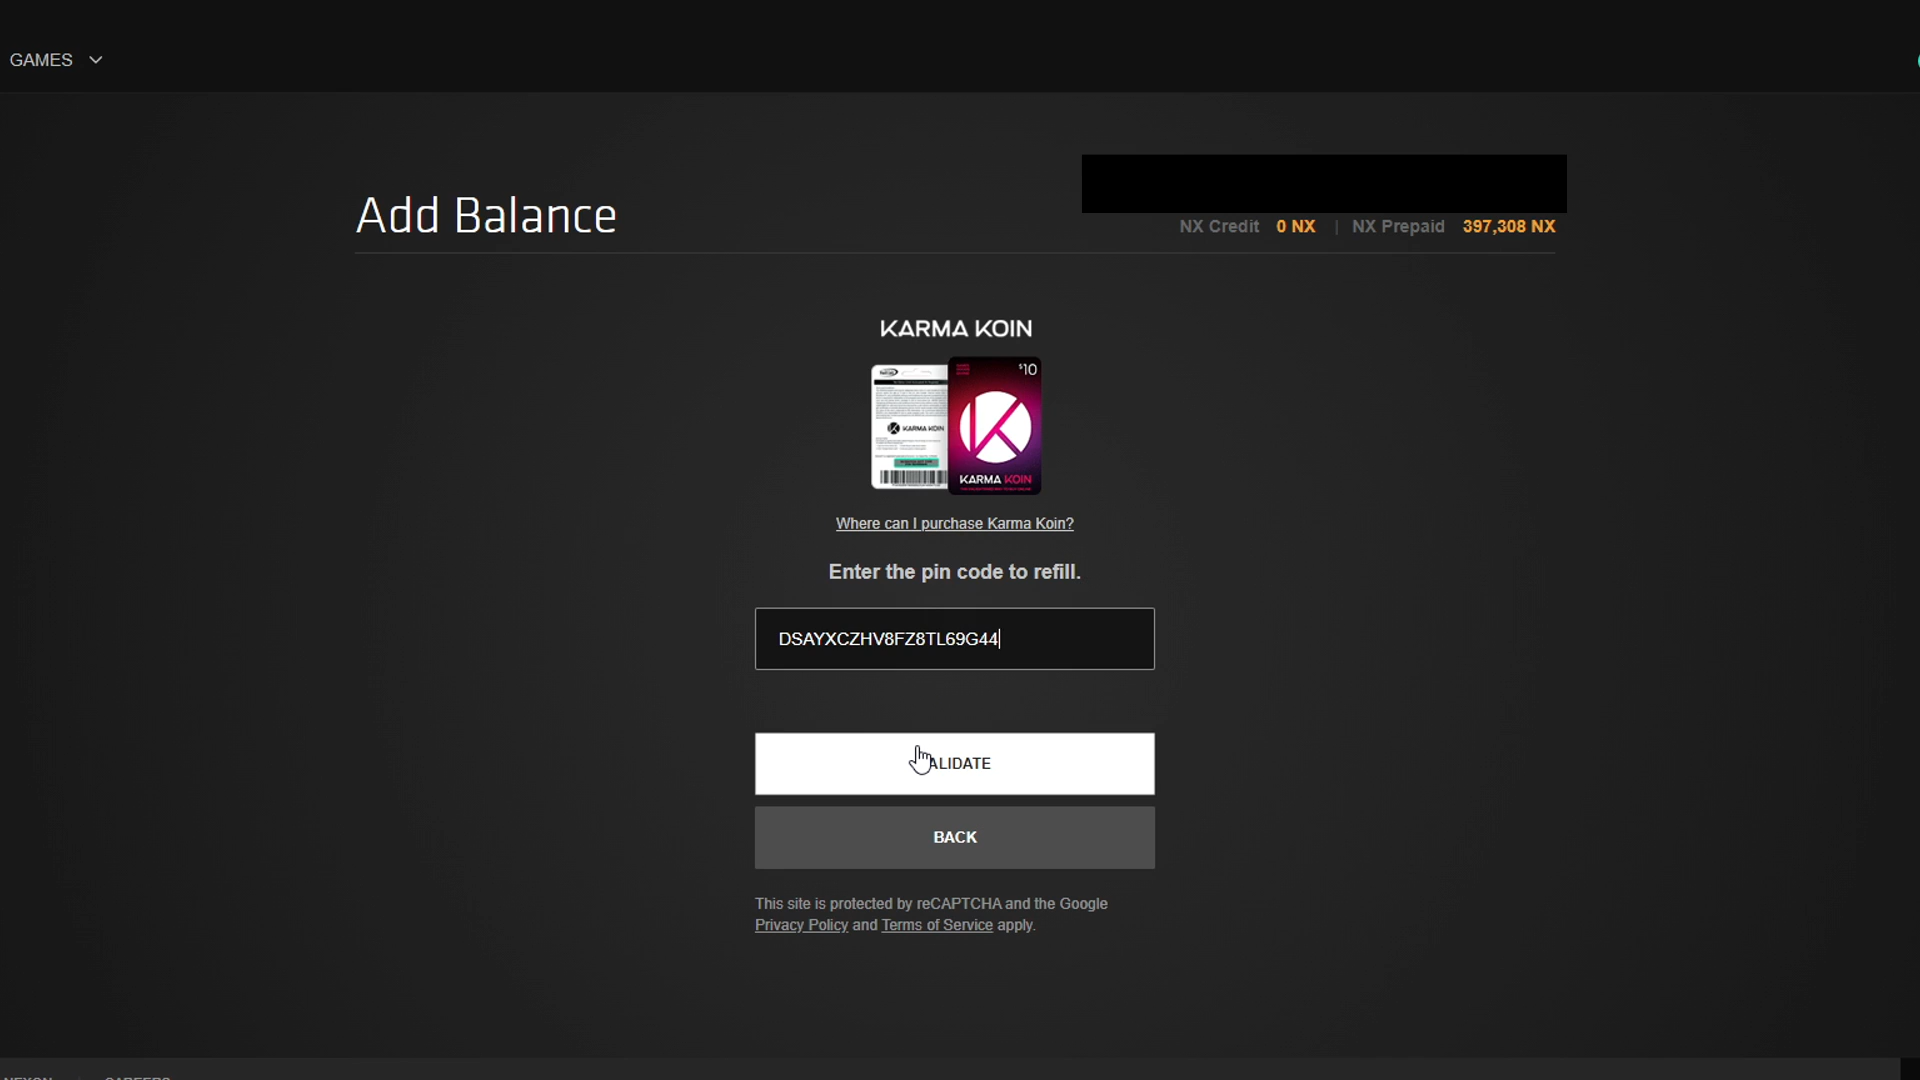 GAMES
Add Balance
NX Credit 0 NX | NX Prepaid 397,308 NX
KARMA KOIN
$10
KARMA KOIN
KARMA KOIN
Where can I purchase Karma Koin?
Enter the pin code to refill.
DSAYXCZHV8FZ8TL69G44
ALIDATE
BACK
This site is protected by reCAPTCHA and the Google
Privacy Policy and Terms of Service apply.